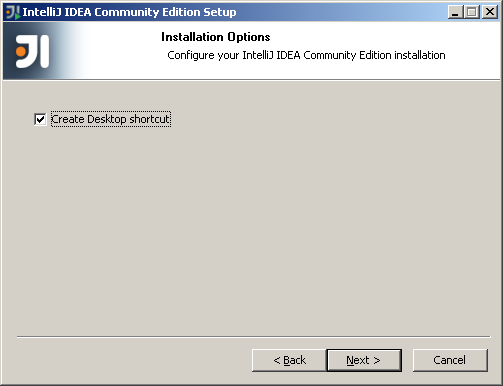 IntelliJ IDEA Community Edition Setup
Installation Options
Configure your IntelliJ IDEA Community Edition installation
Create Desktop shortcut
< Back
Next >
Cancel